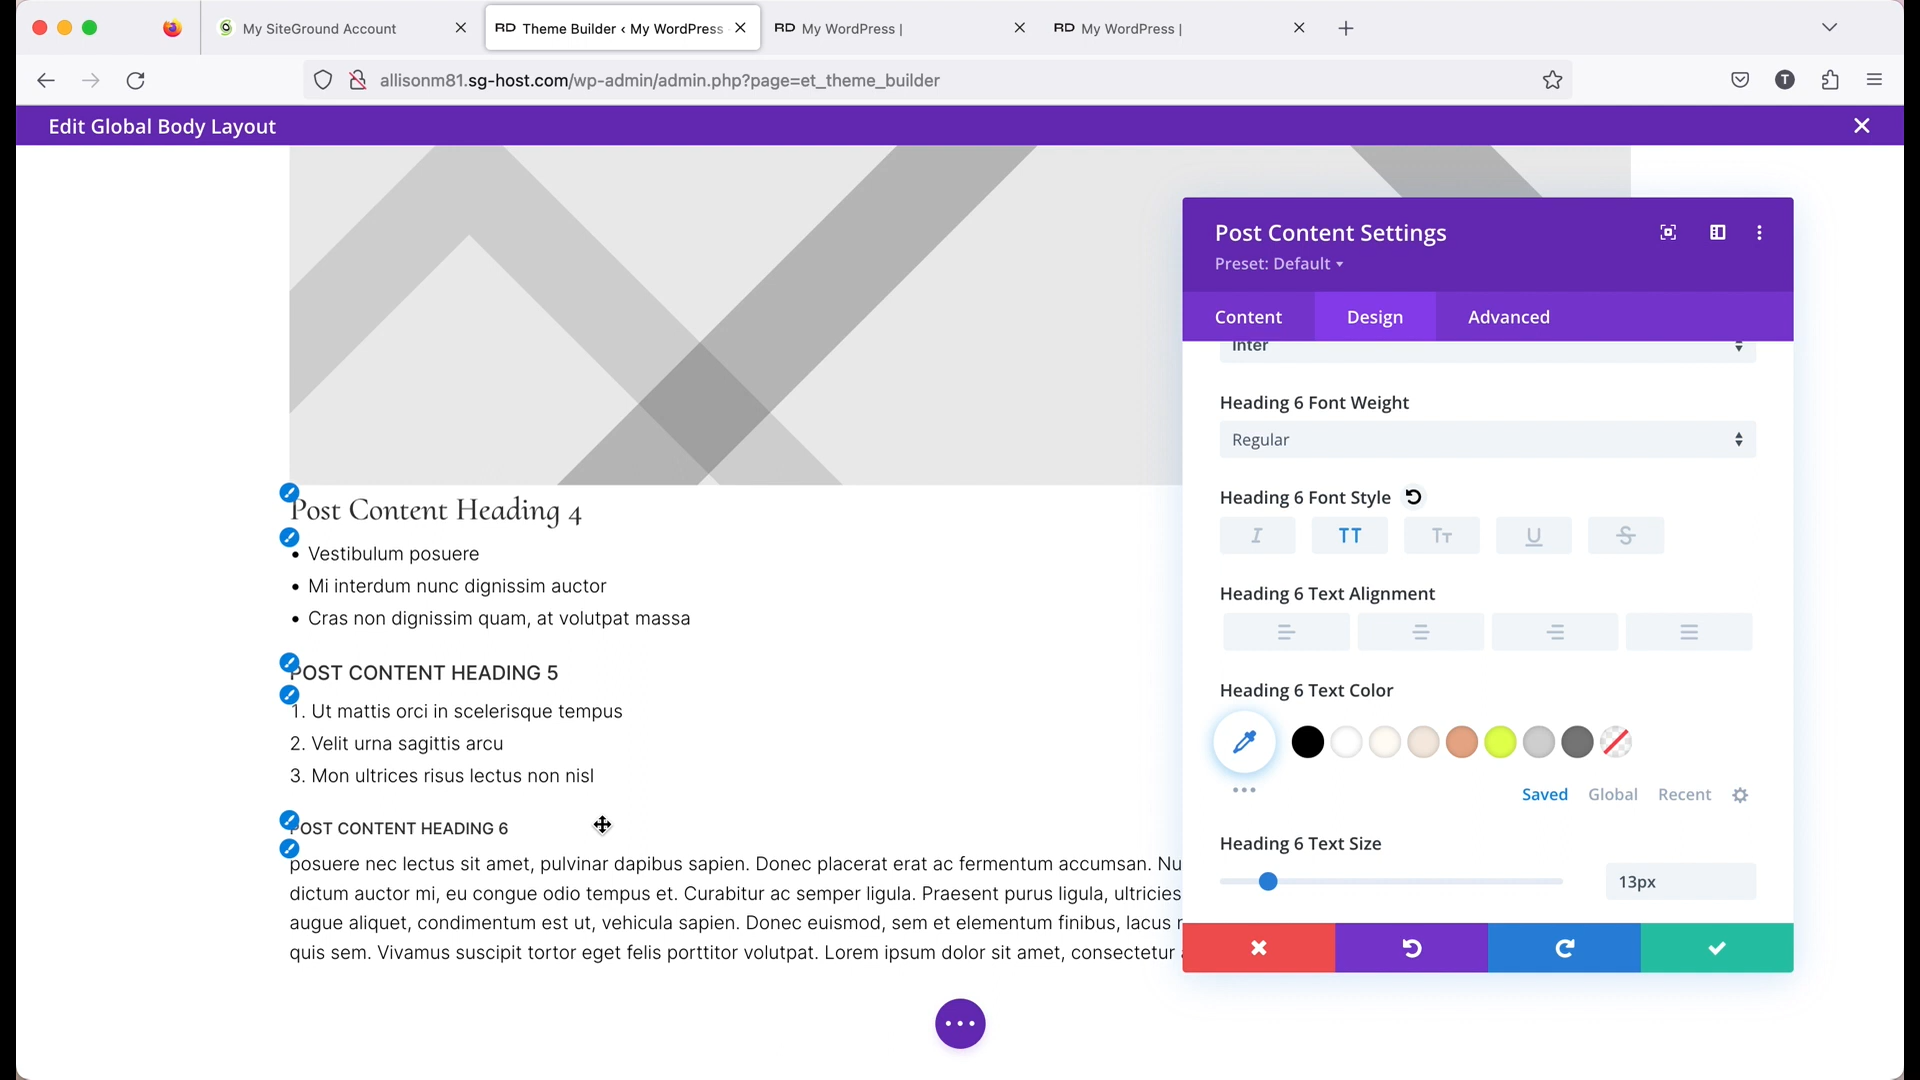 My SiteGround Account
RD Theme Builder ‹ My WordPress
RD My WordPress |
RD My WordPress |
allisonm81.sg-host.com/wp-admin/admin.php?page=et_theme_builder
T
Edit Global Body Layout
Post Content Settings
Preset: Default
Content
Design
Advanced
Inter
Heading 6 Font Weight
Regular
Heading 6 Font Style
I TT TT U S
Heading 6 Text Alignment
Heading 6 Text Color
Saved Global Recent
Heading 6 Text Size
13px
Post Content Heading 4
• Vestibulum posuere
• Mi interdum nunc dignissim auctor
• Cras non dignissim quam, at volutpat massa
POST CONTENT HEADING 5
1. Ut mattis orci in scelerisque tempus
2. Velit urna sagittis arcu
3. Mon ultrices risus lectus non nisl
POST CONTENT HEADING 6
posuere nec lectus sit amet, pulvinar dapibus sapien. Donec placerat erat ac fermentum accumsan. Nu
dictum auctor mi, eu congue odio tempus et. Curabitur ac semper ligula. Praesent purus ligula, ultricies
augue aliquet, condimentum est ut, vehicula sapien. Donec euismod, sem et elementum finibus, lacus
quis sem. Vivamus suscipit tortor eget felis porttitor volutpat. Lorem ipsum dolor sit amet, consectetur